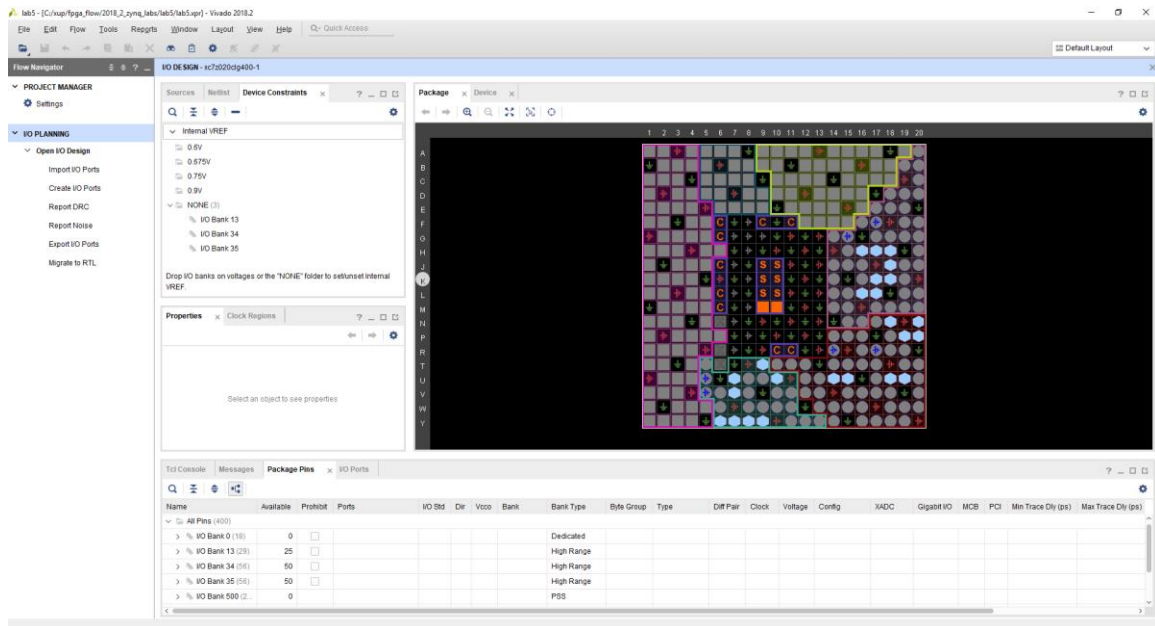 lab5 - [C:/xup/fpga_flow/2018_2_zynq_labs/lab5/lab5.xpr] - Vivado 2018.2
File Edit Flow Tools Reports Window Layout View Help Q- Quick Access
Default Layout
Flow Navigator ? _
I/O DESIGN - xc7z020clg400-1
PROJECT MANAGER
Settings
I/O PLANNING
Open I/O Design
Import I/O Ports
Create I/O Ports
Report DRC
Report Noise
Export I/O Ports
Migrate to RTL
Sources Netlist Device Constraints × ? _
Internal VREF
0.6V
0.675V
0.75V
0.9V
NONE (3)
I/O Bank 13
I/O Bank 34
I/O Bank 35
Drop I/O banks on voltages or the "NONE" folder to set/unset Internal
VREF.
Properties × Clock Regions ? _
Select an object to see properties
Package × Device × ?
1 2 3 4 5 6 7 8 9 10 11 12 13 14 15 16 17 18 19 20
A
B
C
D
E
F C C C
G C
H
J C S S
K C S S
L C S S
M C
N
P
R C C
T
U
V
W
Y
Tcl Console Messages Package Pins × I/O Ports ? _
Name Available Prohibit Ports I/O Std Dir Vcco Bank Bank Type Byte Group Type Diff Pair Clock Voltage Config XADC Gigabit I/O MCB PCI Min Trace Dly (ps) Max Trace Dly (ps)
All Pins (400)
I/O Bank 0 (18) 0 Dedicated
I/O Bank 13 (29) 25 High Range
I/O Bank 34 (56) 50 High Range
I/O Bank 35 (56) 50 High Range
I/O Bank 500 (2... 0 PSS